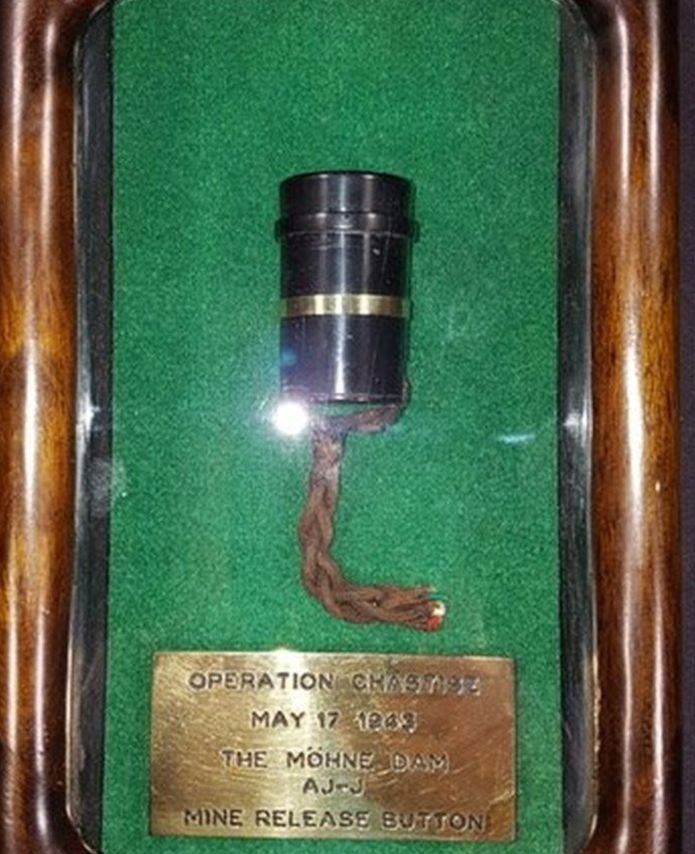 OPERATION CHASTISE
MAY 17 1943
THE MÖHNE DAM
AJ-J
MINE RELEASE BUTTON